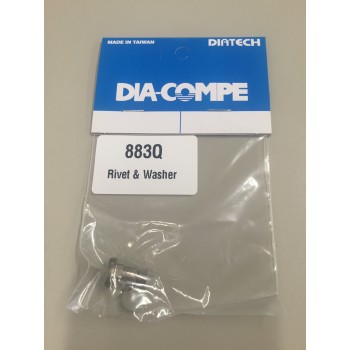 MADE IN TAIWAN DIATECH
DIA-COMPE
883Q
Rivet & Washer